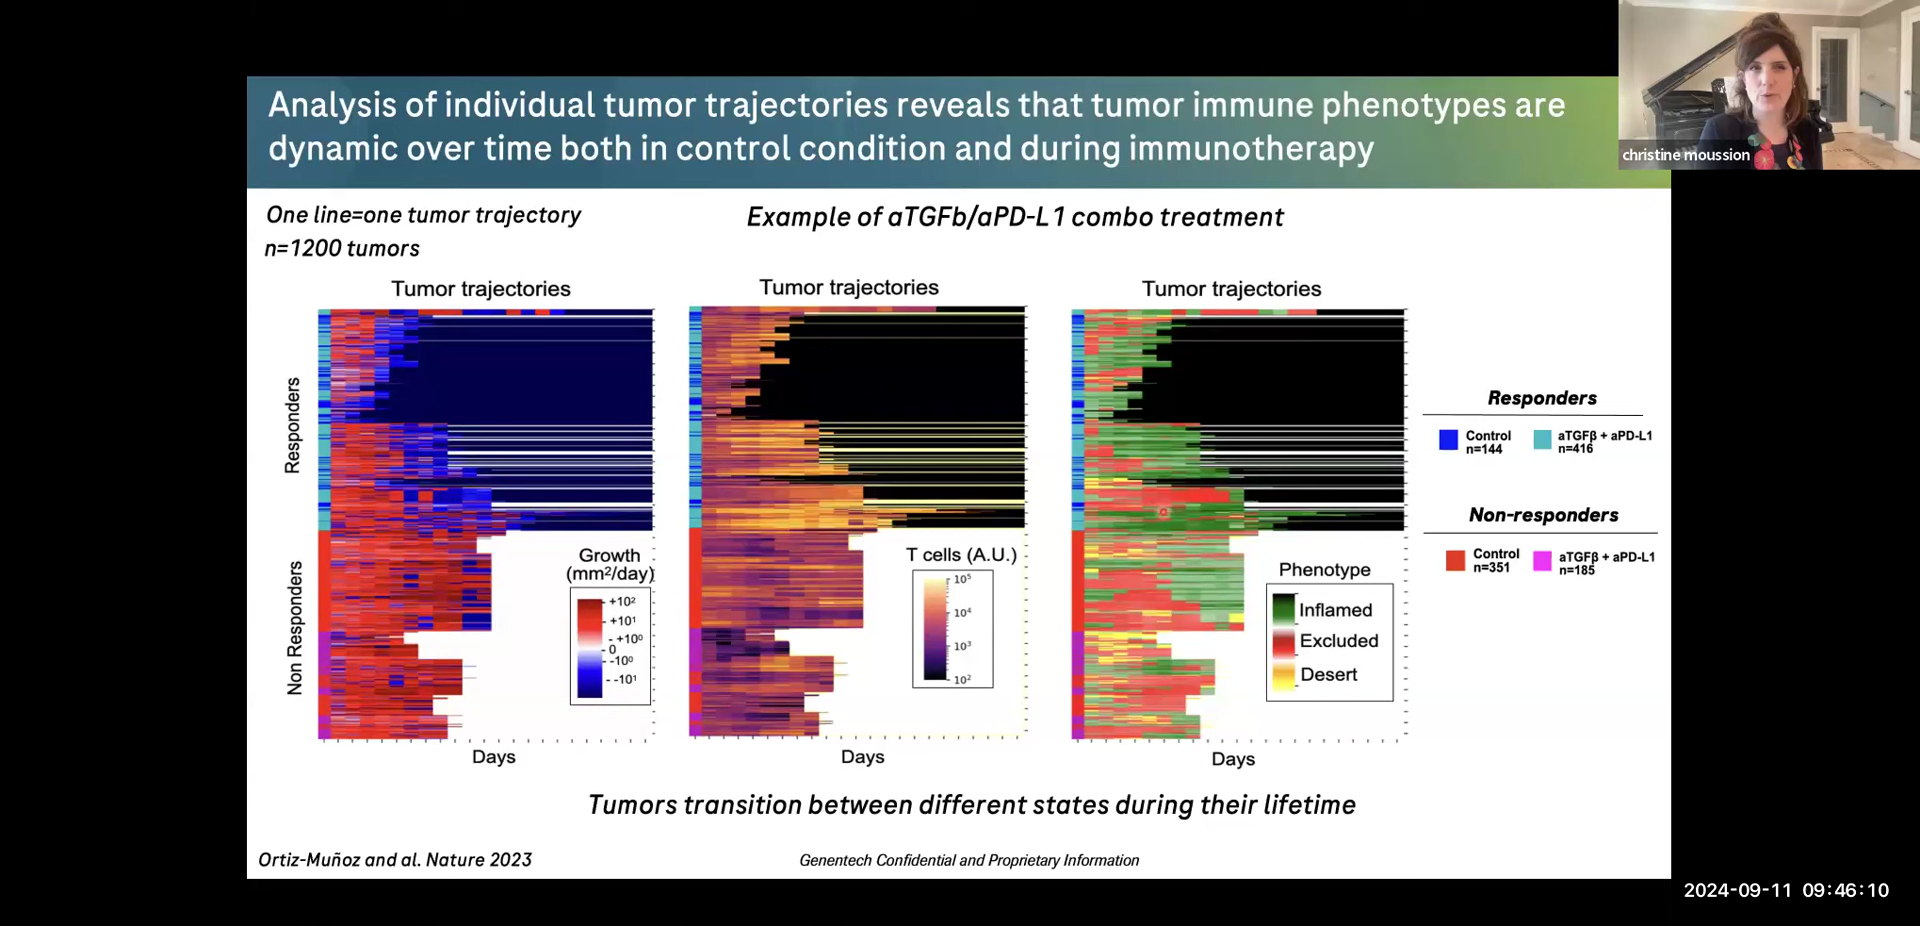 Analysis of individual tumor trajectories reveals that tumor immune phenotypes are
dynamic over time both in control condition and during immunotherapy
christine moussion
One line=one tumor trajectory
n=1200 tumors
Example of aTGFb/aPD-L1 combo treatment
Tumor trajectories
Tumor trajectories
Tumor trajectories
Responders
Non Responders
Growth
(mm²/day)
+10²
+10¹
+10⁰
0
-10⁰
-10¹
Days
T cells (A.U.)
10⁵
10⁴
10³
10²
Days
Phenotype
Inflamed
Excluded
Desert
Days
Responders
Control
n=144
aTGFβ + aPD-L1
n=416
Non-responders
Control
n=351
aTGFβ + aPD-L1
n=185
Tumors transition between different states during their lifetime
Ortiz-Muñoz and al. Nature 2023
Genentech Confidential and Proprietary Information
2024-09-11 09:46:10